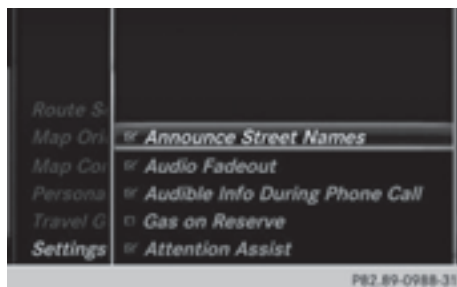 Route S
Map Ori
Map Co
Persona
Travel G
Settings
Announce Street Names
Audio Fadeout
Audible Info During Phone Call
Gas on Reserve
Attention Assist
P82.89-0988-31